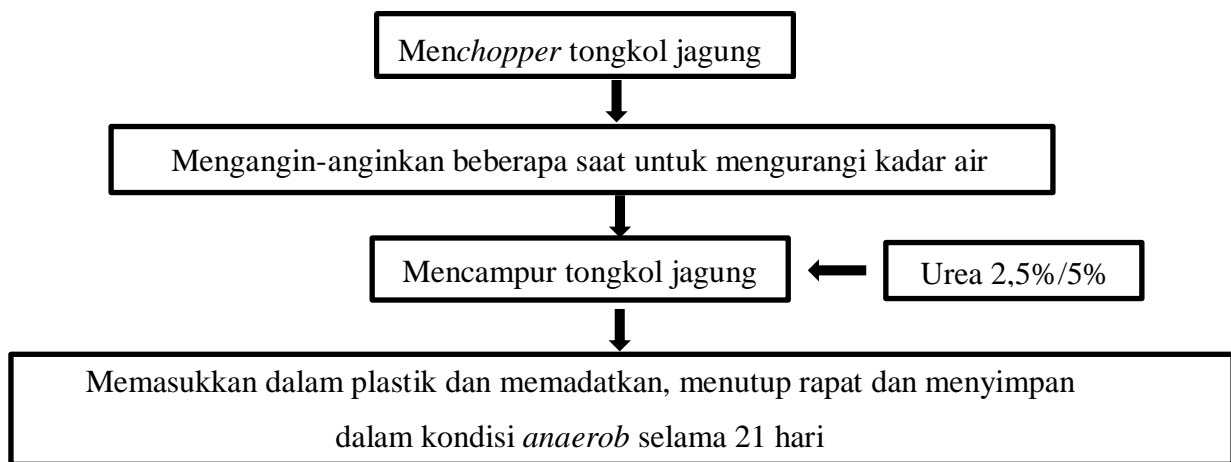 Menchopper tongkol jagung
Mengangin-anginkan beberapa saat untuk mengurangi kadar air
Mencampur tongkol jagung
Urea 2,5%/5%
Memasukkan dalam plastik dan memadatkan, menutup rapat dan menyimpan
dalam kondisi anaerob selama 21 hari